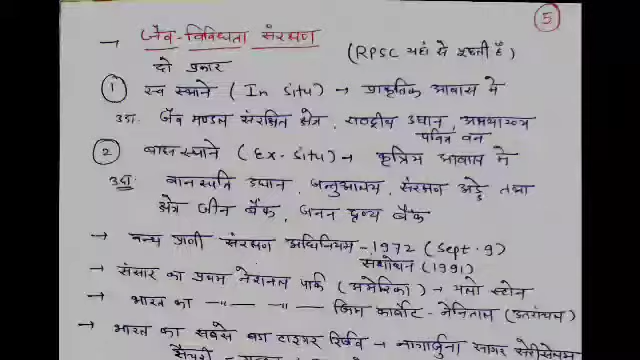 5
→ जैव-विविधता संरक्षण
(RPSC यहां से पूछती है)
दो प्रकार
1 स्व स्थाने (In situ) → प्राकृतिक आवास में
उदा. जैव मण्डल संरक्षित क्षेत्र, राष्ट्रीय उद्यान, अभयारण्य
पवित्र वन
2 बाह्य स्थाने (Ex-Situ) → कृत्रिम आवास में
उदा. वानस्पति उद्यान, जन्तुआलय, संरक्षण अड्डे तथा
क्षेत्र जीन बैंक, जनन द्रव्य बैंक
→ वन्य प्राणी संरक्षण अधिनियम - 1972 (Sept. 9)
संशोधन (1991)
→ संसार का प्रथम नेशनल पार्क (अमेरिका) → यलो स्टोन
→ भारत का —"— —"— जिम कार्बेट - नैनिताल
→ भारत का सबसे बडा टाइगर रिजर्व → नागार्जुना सागर